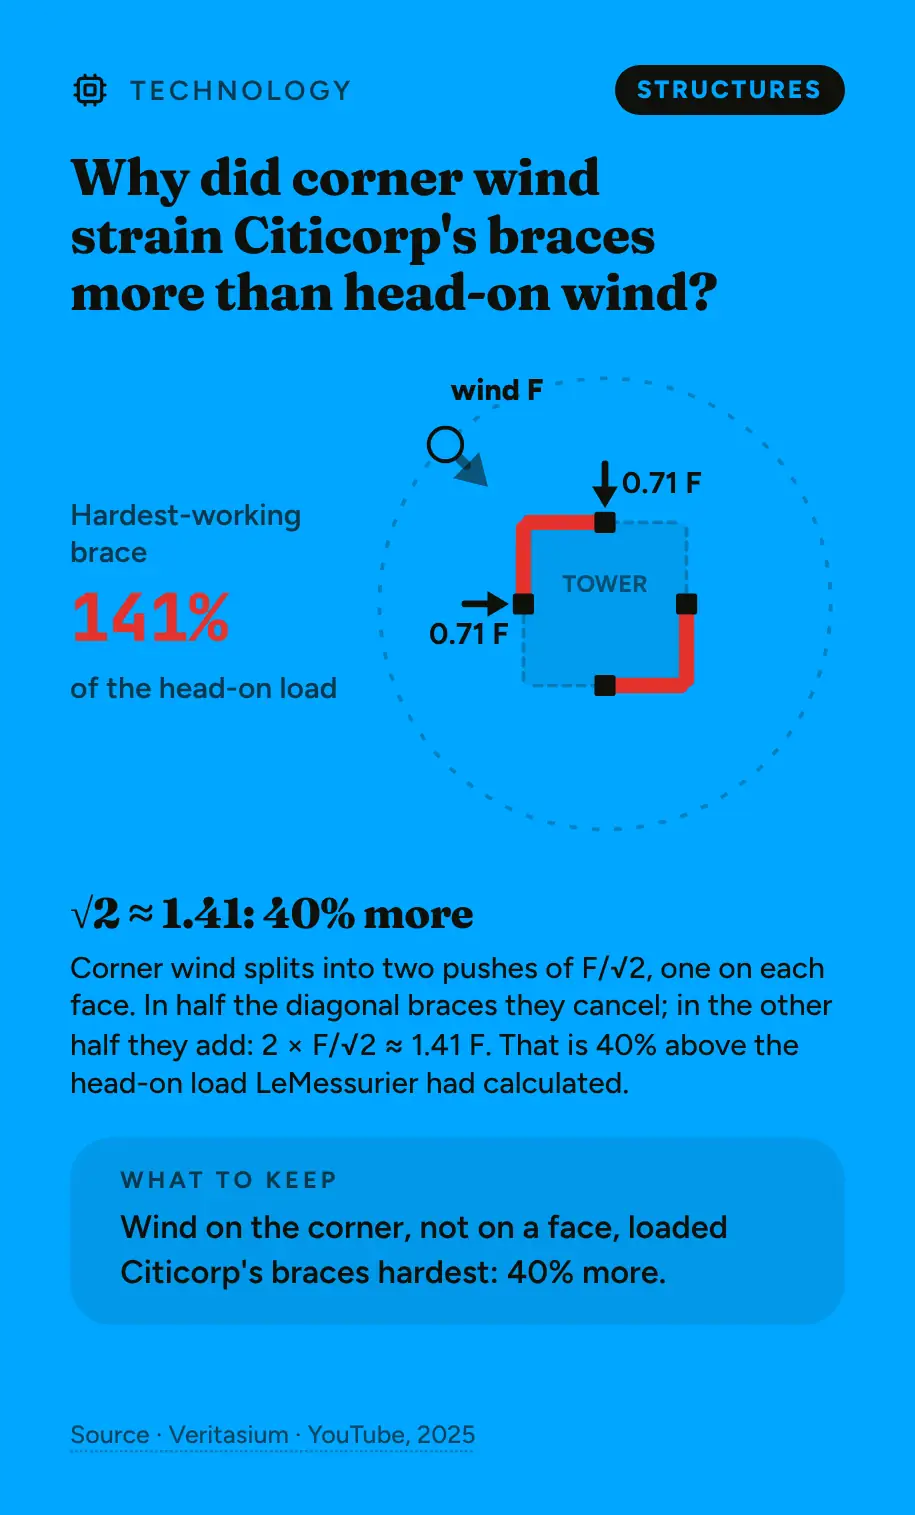 TECHNOLOGY
STRUCTURES
Why did corner wind
strain Citicorp's braces
more than head-on wind?
wind F
0.71 F
Hardest-working
brace
141%
of the head-on load
TOWER
0.71 F
√2 ≈ 1.41: 40% more
Corner wind splits into two pushes of F/√2, one on each
face. In half the diagonal braces they cancel; in the other
half they add: 2 × F/√2 ≈ 1.41 F. That is 40% above the
head-on load LeMessurier had calculated.
WHAT TO KEEP
Wind on the corner, not on a face, loaded
Citicorp's braces hardest: 40% more.
Source · Veritasium · YouTube, 2025